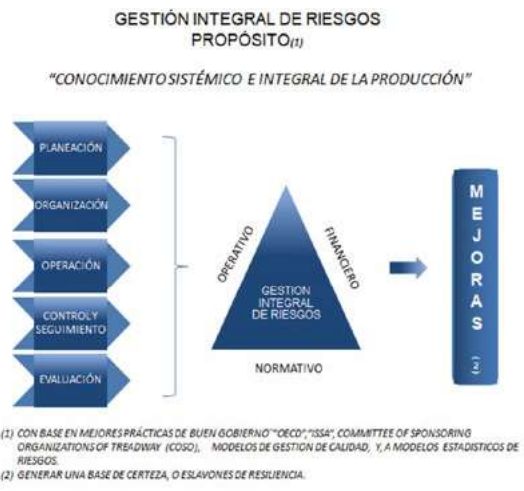 GESTIÓN INTEGRAL DE RIESGOS
PROPÓSITO(1)
"CONOCIMIENTO SISTÉMICO E INTEGRAL DE LA PRODUCCIÓN"
PLANEACIÓN
ORGANIZACIÓN
OPERACIÓN
CONTROL Y
SEGUIMIENTO
EVALUACIÓN
OPERATIVO
FINANCIERO
GESTION
INTEGRAL
DE RIESGOS
NORMATIVO
MEJORAS (2)
(1) CON BASE EN MEJORES PRÁCTICAS DE BUEN GOBIERNO "OECD","ISSA", COMMITTEE OF SPONSORING
ORGANIZATIONS OF TREADWAY (COSO), MODELOS DE GESTION DE CALIDAD, Y, A MODELOS ESTADISTICOS DE
RIESGOS.
(2) GENERAR UNA BASE DE CERTEZA, O ESLAVONES DE RESILIENCIA.